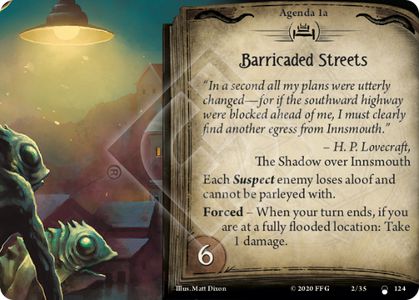 Agenda 1a
Barricaded Streets
“In a second all my plans were utterly
changed—for if the southward highway
were blocked ahead of me, I must clearly
find another egress from Innsmouth.”
– H. P. Lovecraft,
The Shadow over Innsmouth
Each Suspect enemy loses aloof and
cannot be parleyed with.
Forced – When your turn ends, if you
are at a fully flooded location: Take
1 damage.
6
Illus. Matt Dixon
© 2020 FFG
2/35
124